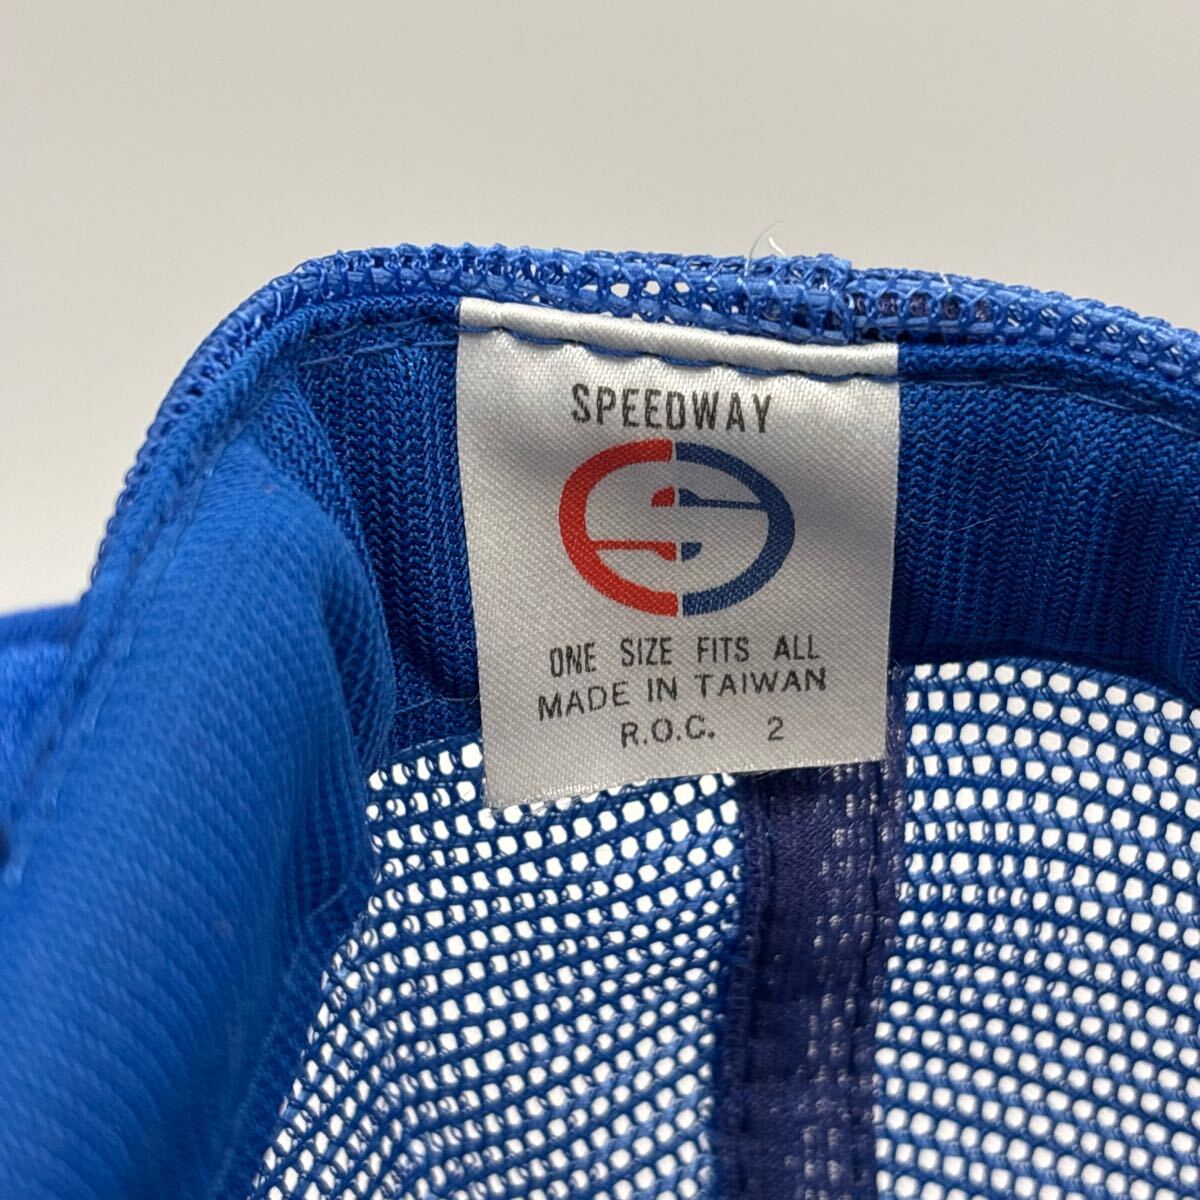 SPEEDWAY
ONE SIZE FITS ALL
MADE IN TAIWAN
R.O.C. 2